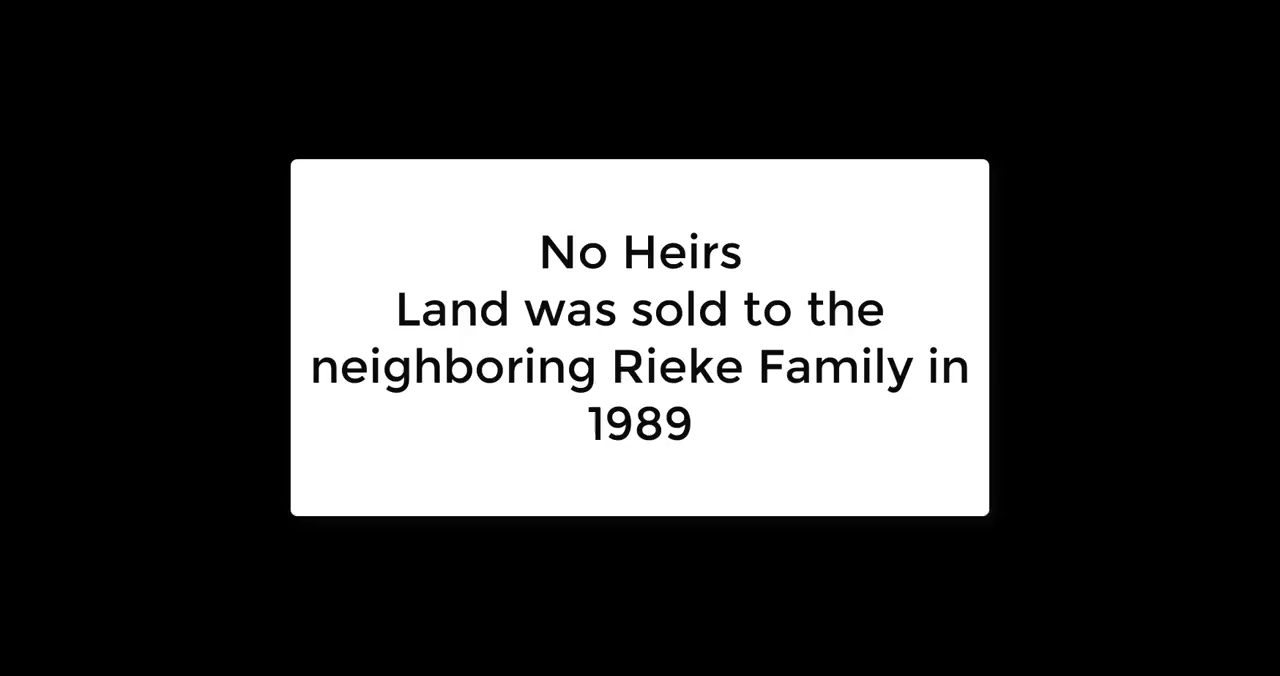 No Heirs
Land was sold to the
neighboring Rieke Family in
1989